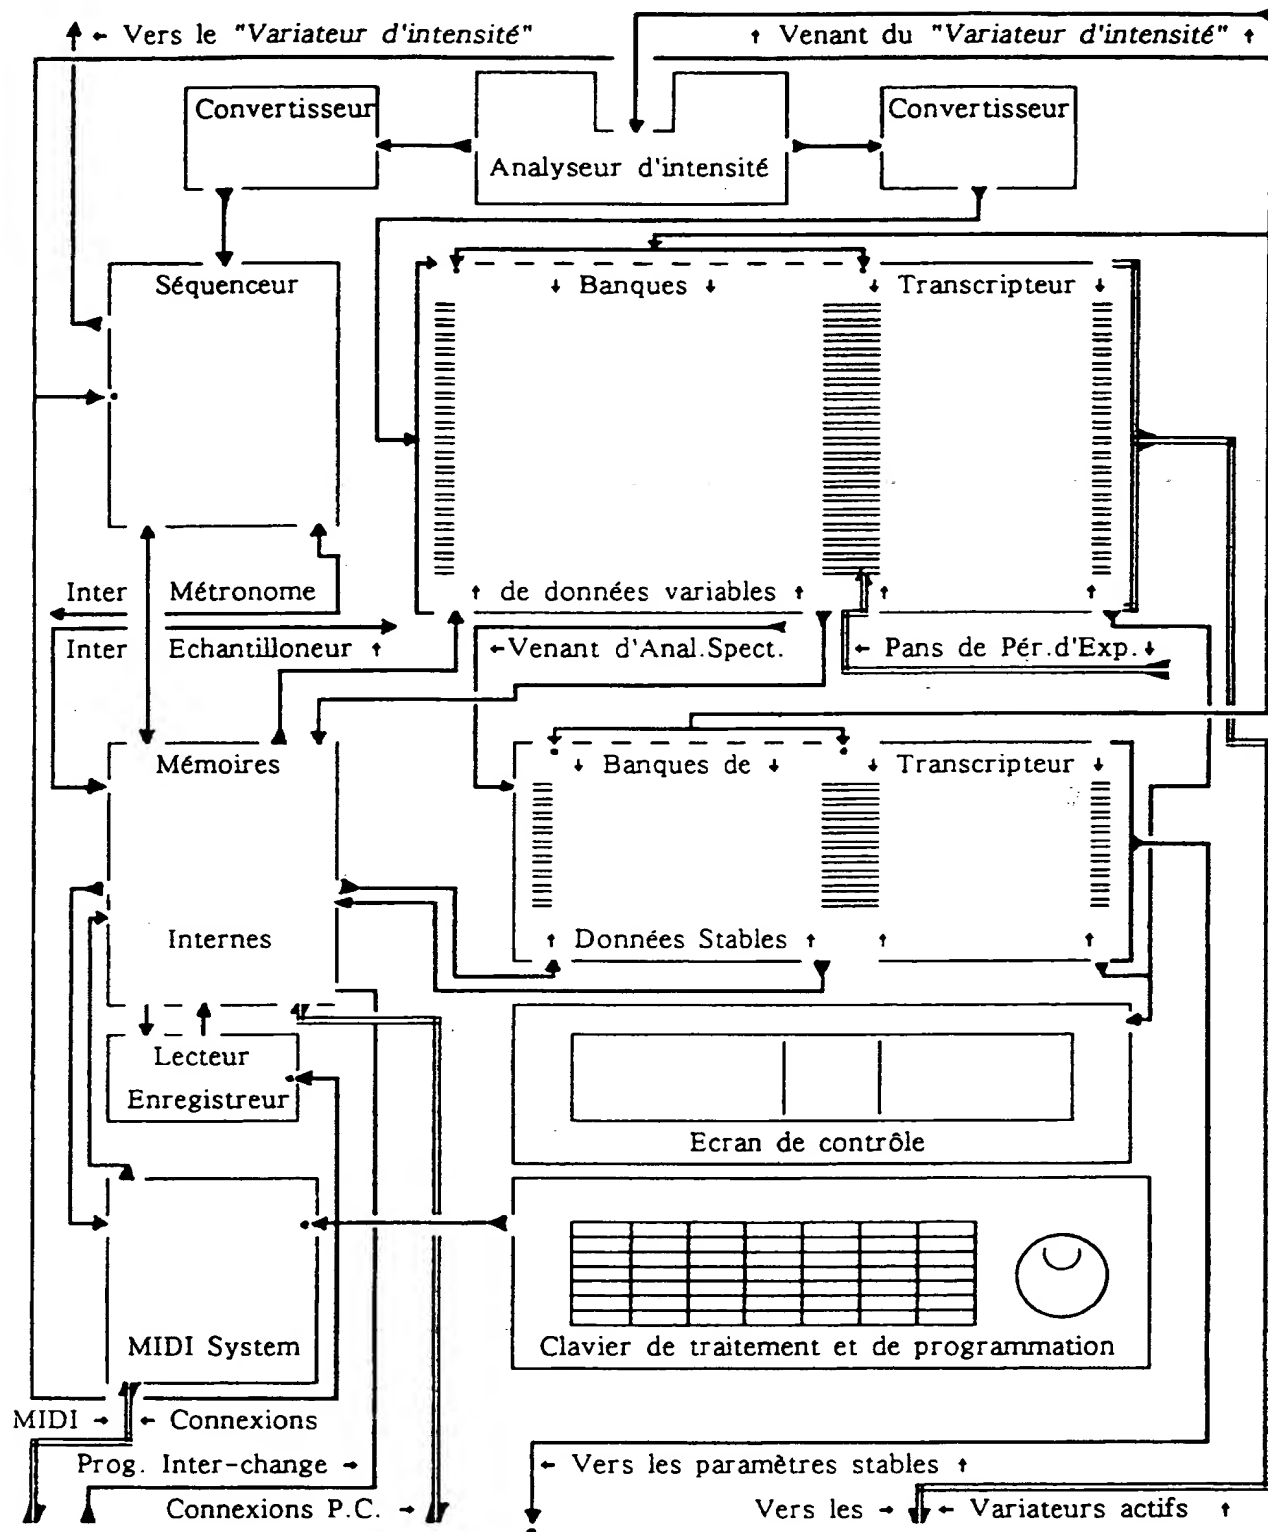 Vers le "Variateur d'intensité"
Venant du "Variateur d'intensité"
Convertisseur
Convertisseur
Analyseur d'intensité
Séquenceur
Banques
Transcripteur
Inter Métronome
de données variables
Inter Echantilloneur
Venant d'Anal.Spect.
Pans de Pér.d'Exp.
Mémoires
Banques de
Transcripteur
Internes
Données Stables
Lecteur
Enregistreur
Ecran de contrôle
MIDI System
Clavier de traitement et de programmation
MIDI
Connexions
Prog. Inter-change
Vers les paramètres stables
Connexions P.C.
Vers les
Variateurs actifs